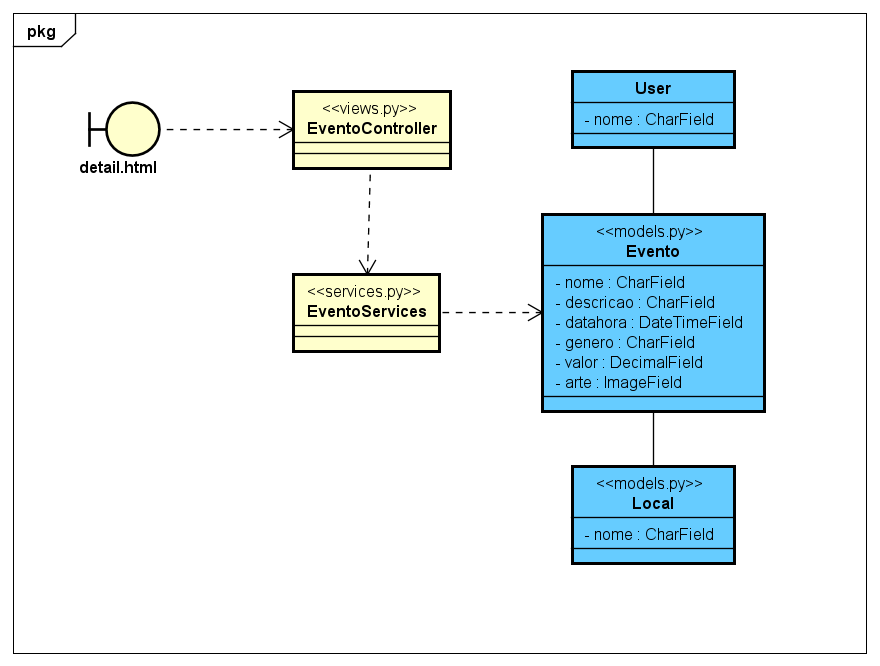 pkg
detail.html
<<views.py>>
EventoController
<<services.py>>
EventoServices
User
- nome : CharField
<<models.py>>
Evento
- nome : CharField
- descricao : CharField
- datahora : DateTimeField
- genero : CharField
- valor : DecimalField
- arte : ImageField
<<models.py>>
Local
- nome : CharField